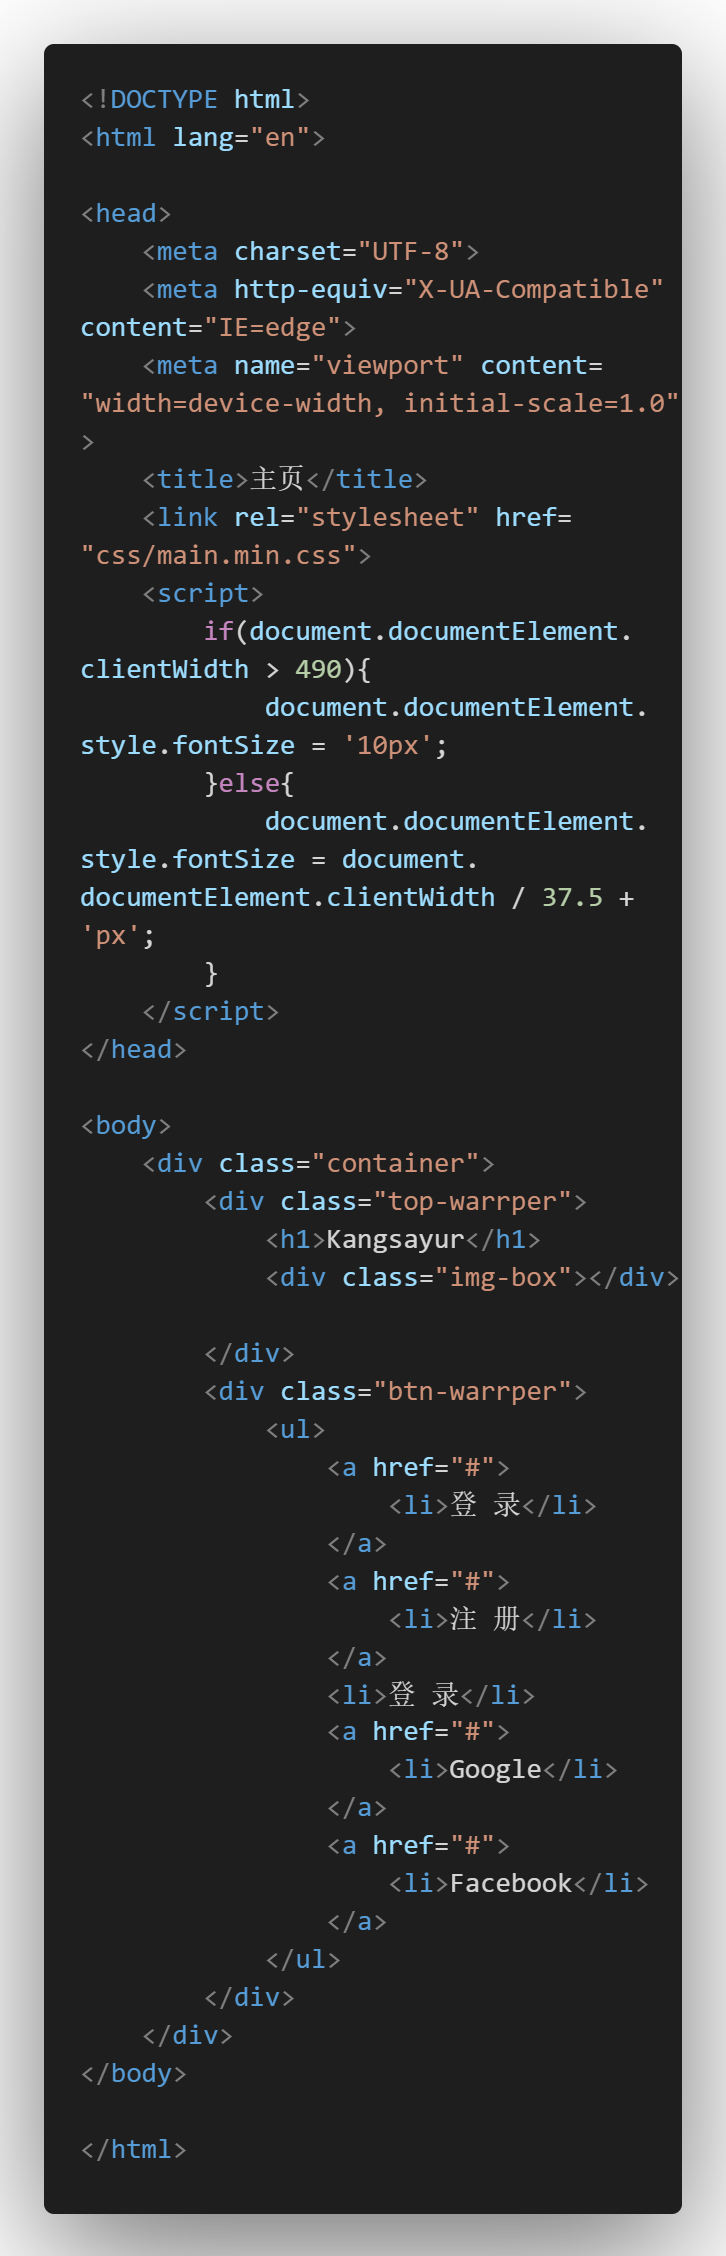 <!DOCTYPE html>
<html lang="en">
<head>
<meta charset="UTF-8">
<meta http-equiv="X-UA-Compatible"
content="IE=edge">
<meta name="viewport" content=
"width=device-width, initial-scale=1.0"
>
<title>主页</title>
<link rel="stylesheet" href=
"css/main.min.css">
<script>
if(document.documentElement.
clientWidth > 490){
document.documentElement.
style.fontSize = '10px';
}else{
document.documentElement.
style.fontSize = document.
documentElement.clientWidth / 37.5 +
'px';
}
</script>
</head>
<body>
<div class="container">
<div class="top-warrper">
<h1>Kangsayur</h1>
<div class="img-box"></div>
</div>
<div class="btn-warrper">
<ul>
<a href="#">
<li>登 录</li>
</a>
<a href="#">
<li>注 册</li>
</a>
<li>登 录</li>
<a href="#">
<li>Google</li>
</a>
<a href="#">
<li>Facebook</li>
</a>
</ul>
</div>
</div>
</body>
</html>